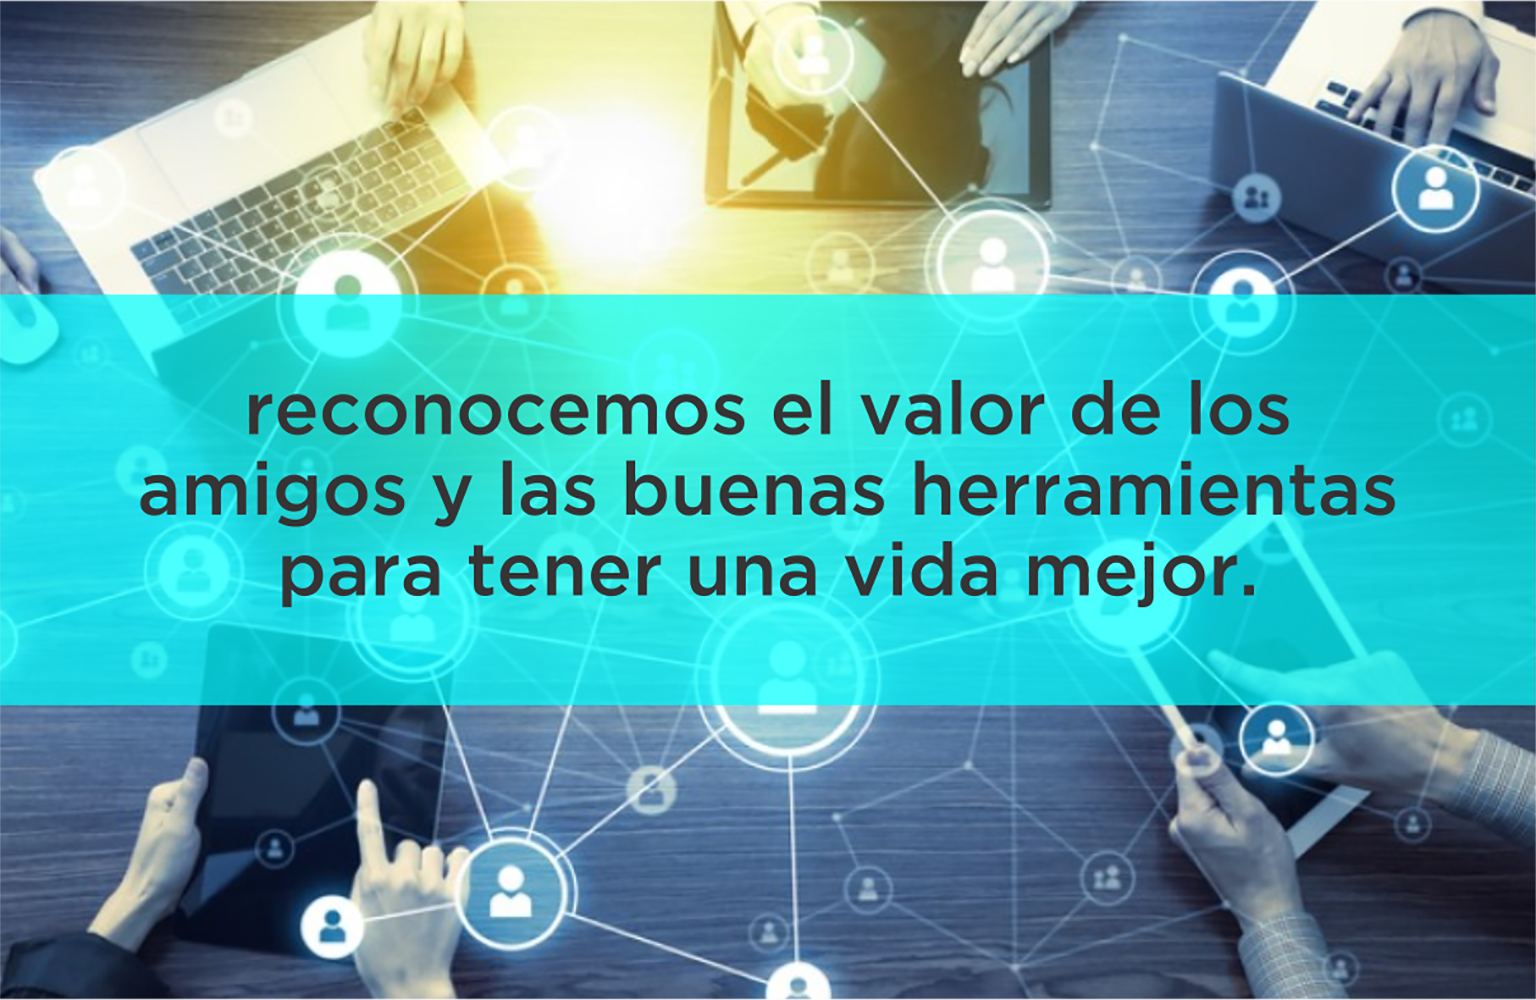 reconocemos el valor de los
amigos y las buenas herramientas
para tener una vida mejor.